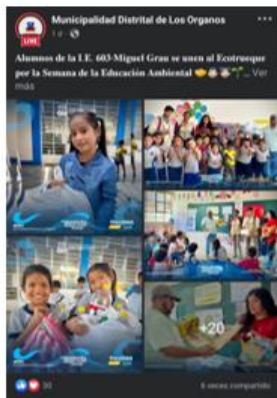 Municipalidad Distrital de Los Organos
LIVE
1 d
Alumnos de la I.E. 603-Miguel Grau se unen al Ecotrueque
por la Semana de la Educación Ambiental ... Ver
más
+20
30
6 veces compartido